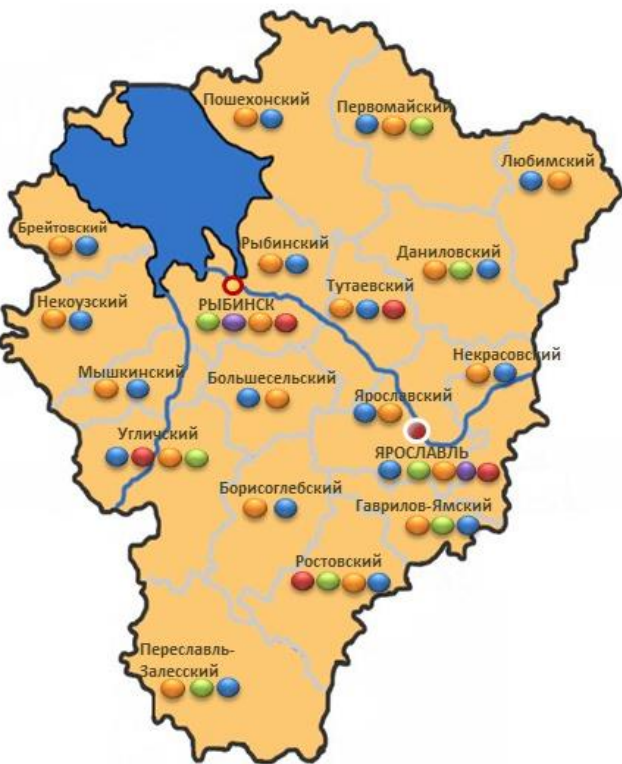 Пошехонский
Первомайский
Любимский
Брейтовский
Рыбинский
Даниловский
Некоузский
Тутаевский
РЫБИНСК
Некрасовский
Мышкинский
Большесельский
Ярославский
Угличский
ЯРОСЛАВЛЬ
Борисоглебский
Гаврилов-Ямский
Ростовский
Переславль-
Залесский